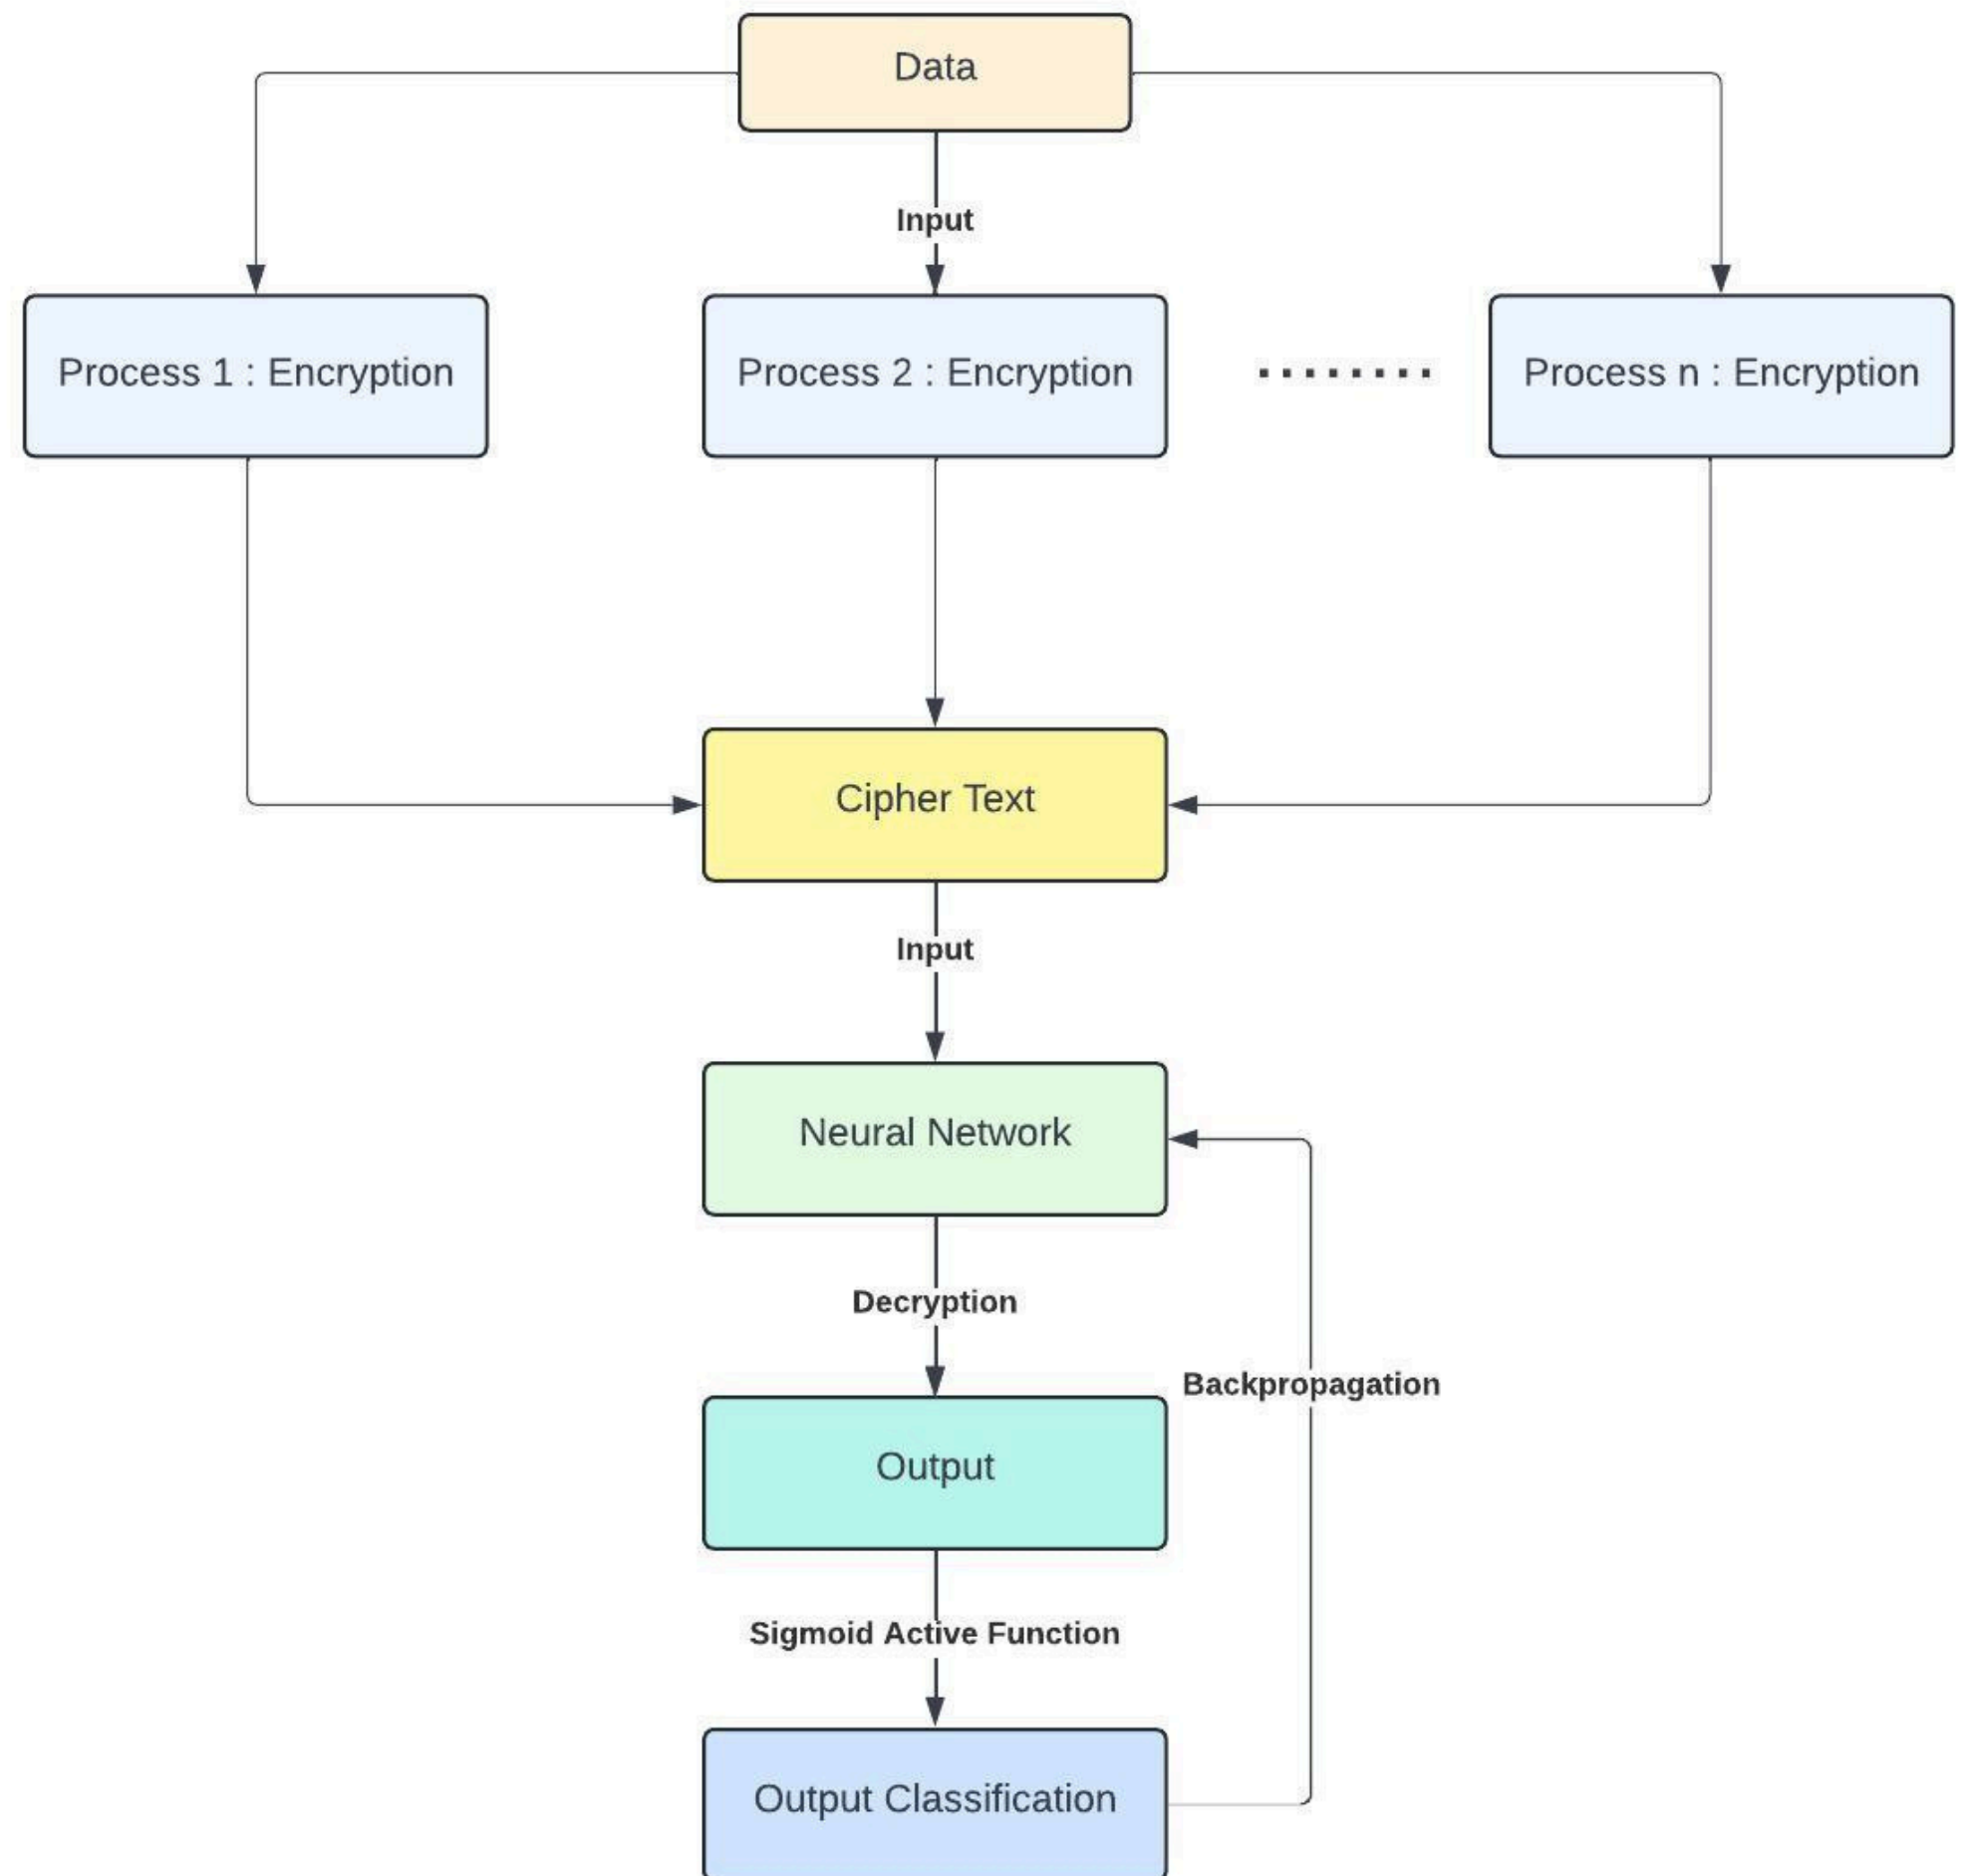 Data
Input
Process 1 : Encryption
Process 2 : Encryption
........
Process n : Encryption
Cipher Text
Input
Neural Network
Decryption
Backpropagation
Output
Sigmoid Active Function
Output Classification